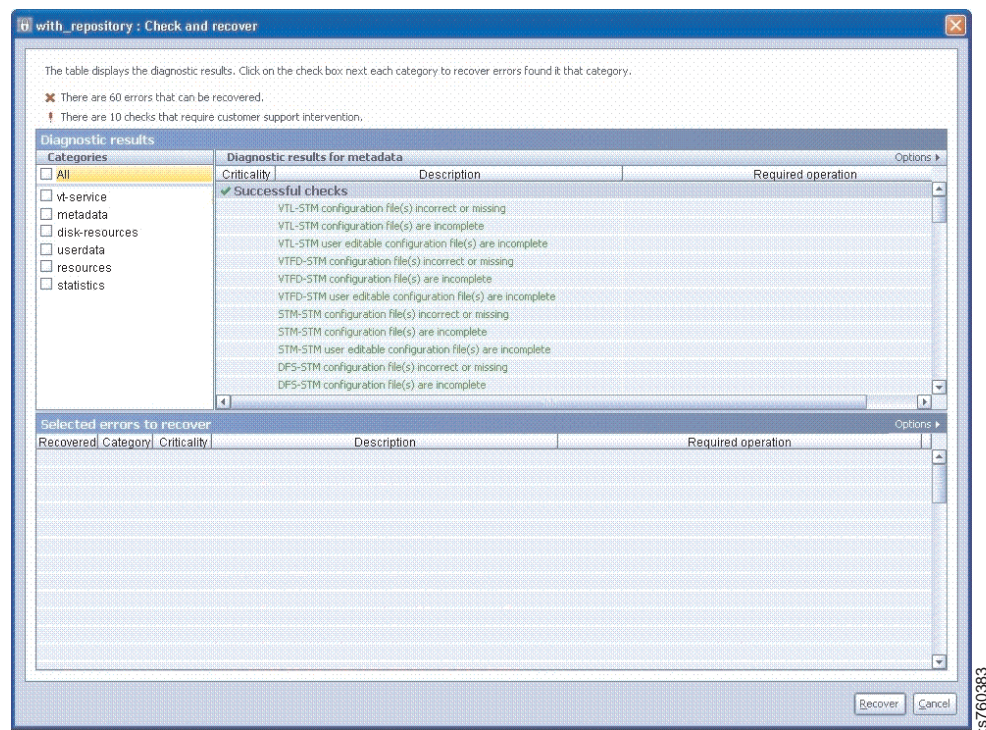 with_repository : Check and recover
The table displays the diagnostic results. Click on the check box next each category to recover errors found it that category.
There are 60 errors that can be recovered.
There are 10 checks that require customer support intervention.
Diagnostic results
Categories
All
vt-service
metadata
disk-resources
userdata
resources
statistics
Diagnostic results for metadata Options
Criticality Description Required operation
Successful checks
VTL-STM configuration file(s) incorrect or missing
VTL-STM configuration file(s) are incomplete
VTL-STM user editable configuration file(s) are incomplete
VTFD-STM configuration file(s) incorrect or missing
VTFD-STM configuration file(s) are incomplete
VTFD-STM user editable configuration file(s) are incomplete
STM-STM configuration file(s) incorrect or missing
STM-STM configuration file(s) are incomplete
STM-STM user editable configuration file(s) are incomplete
DFS-STM configuration file(s) incorrect or missing
DFS-STM configuration file(s) are incomplete
Selected errors to recover Options
Recovered Category Criticality Description Required operation
Recover Cancel